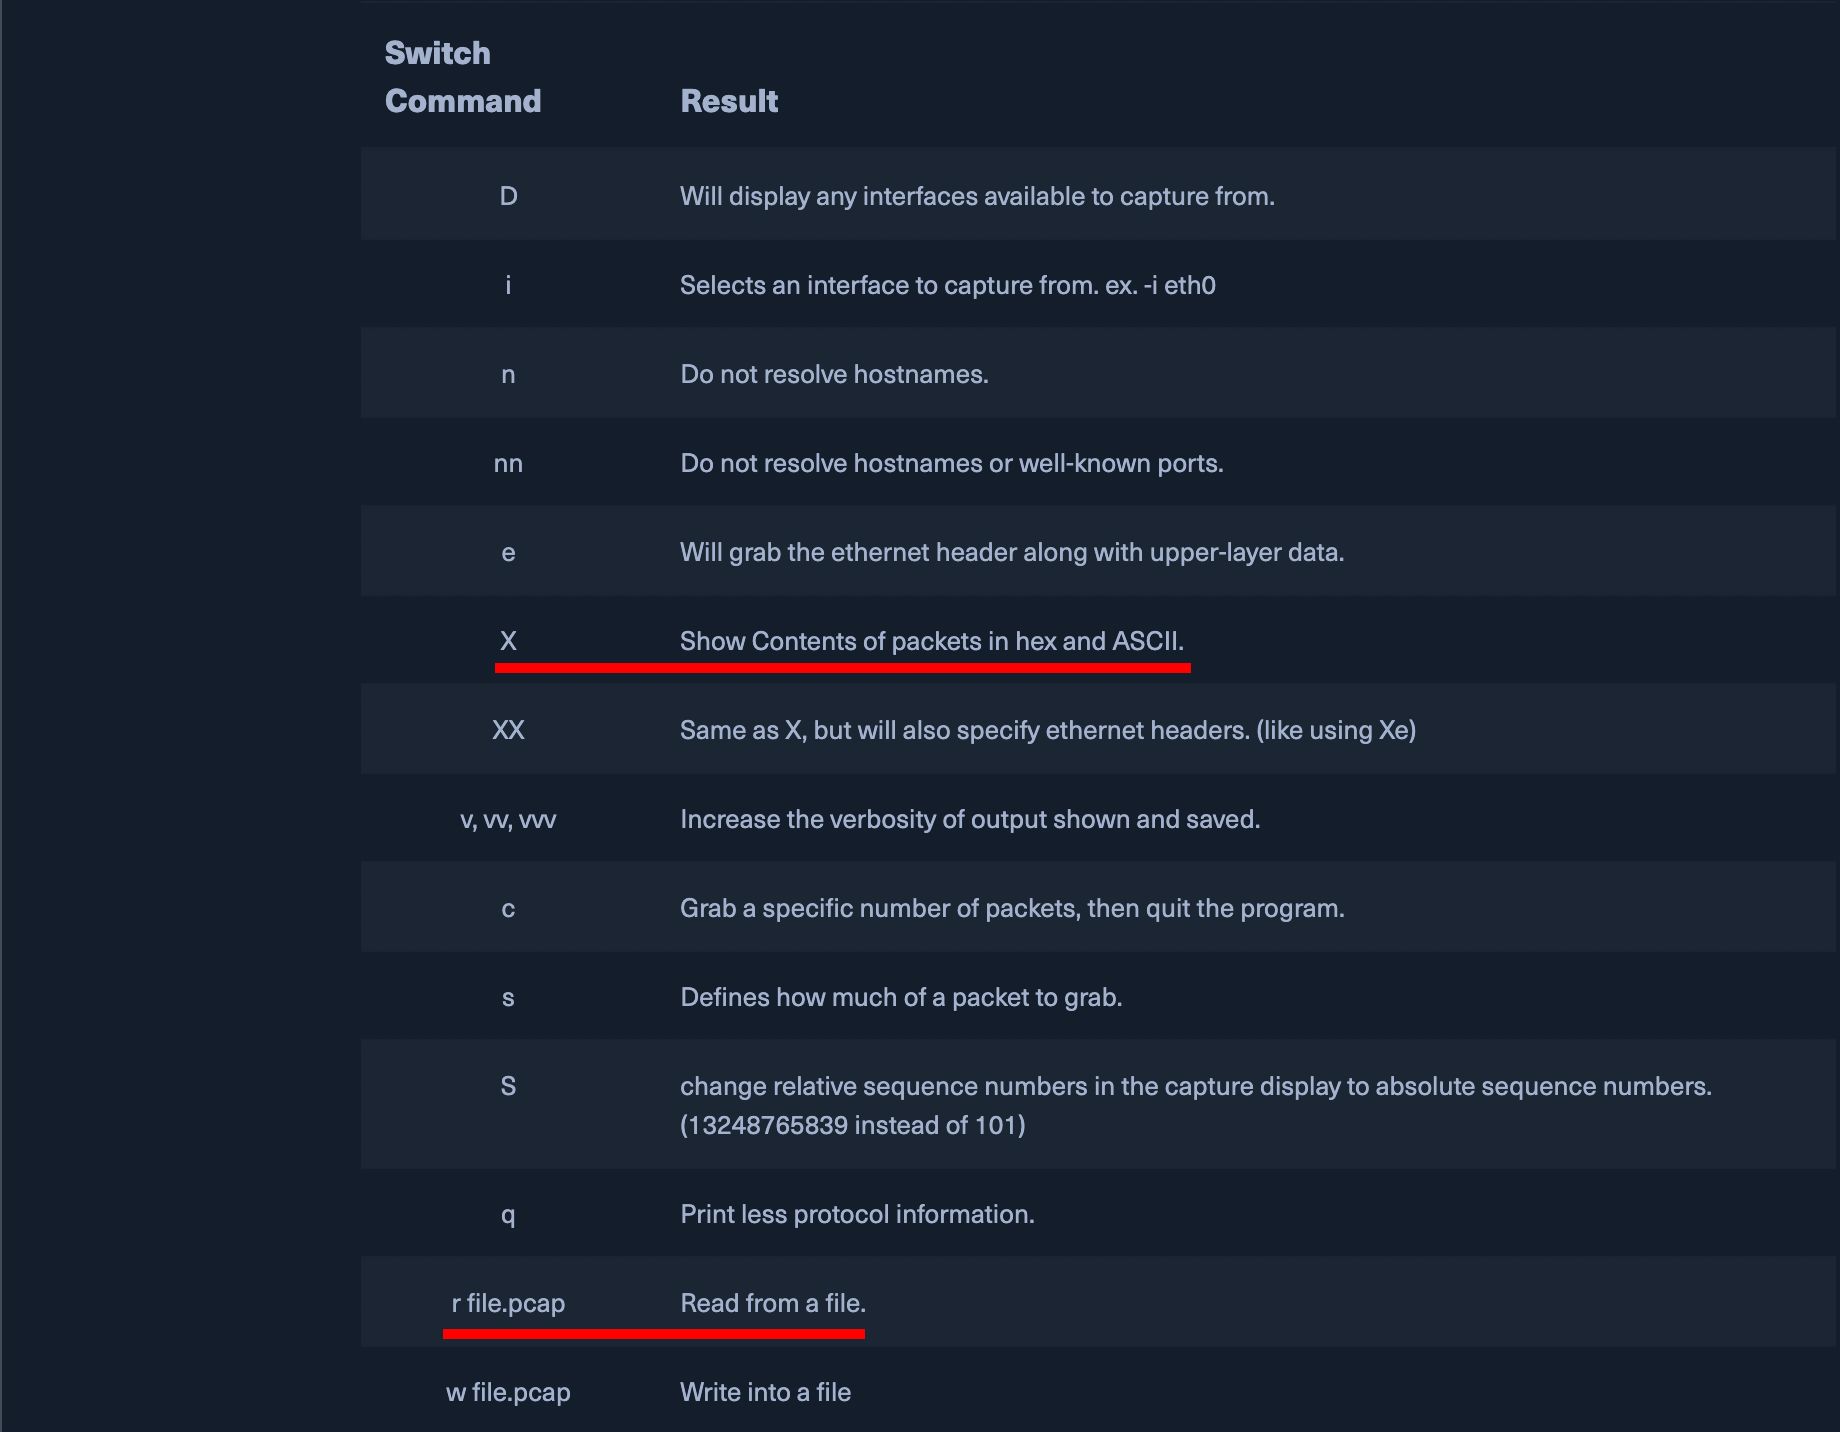 Switch
Command Result
D Will display any interfaces available to capture from.
i Selects an interface to capture from. ex. -i eth0
n Do not resolve hostnames.
nn Do not resolve hostnames or well-known ports.
e Will grab the ethernet header along with upper-layer data.
X Show Contents of packets in hex and ASCII.
XX Same as X, but will also specify ethernet headers. (like using Xe)
v, vv, vvv Increase the verbosity of output shown and saved.
c Grab a specific number of packets, then quit the program.
s Defines how much of a packet to grab.
S change relative sequence numbers in the capture display to absolute sequence numbers.
(13248765839 instead of 101)
q Print less protocol information.
r file.pcap Read from a file.
w file.pcap Write into a file